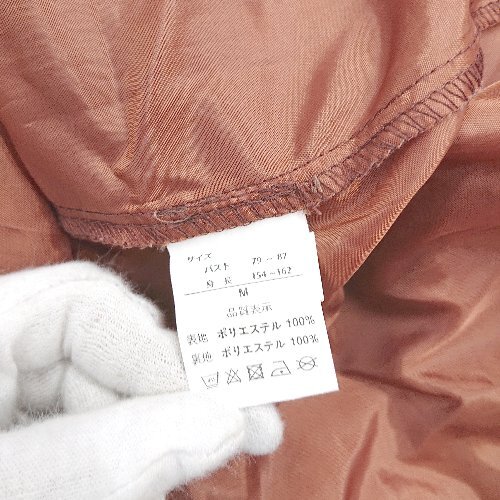 サイズ
バスト 79～87
身長 154～162
M
品質表示
表地 ポリエステル 100%
裏地 ポリエステル 100%